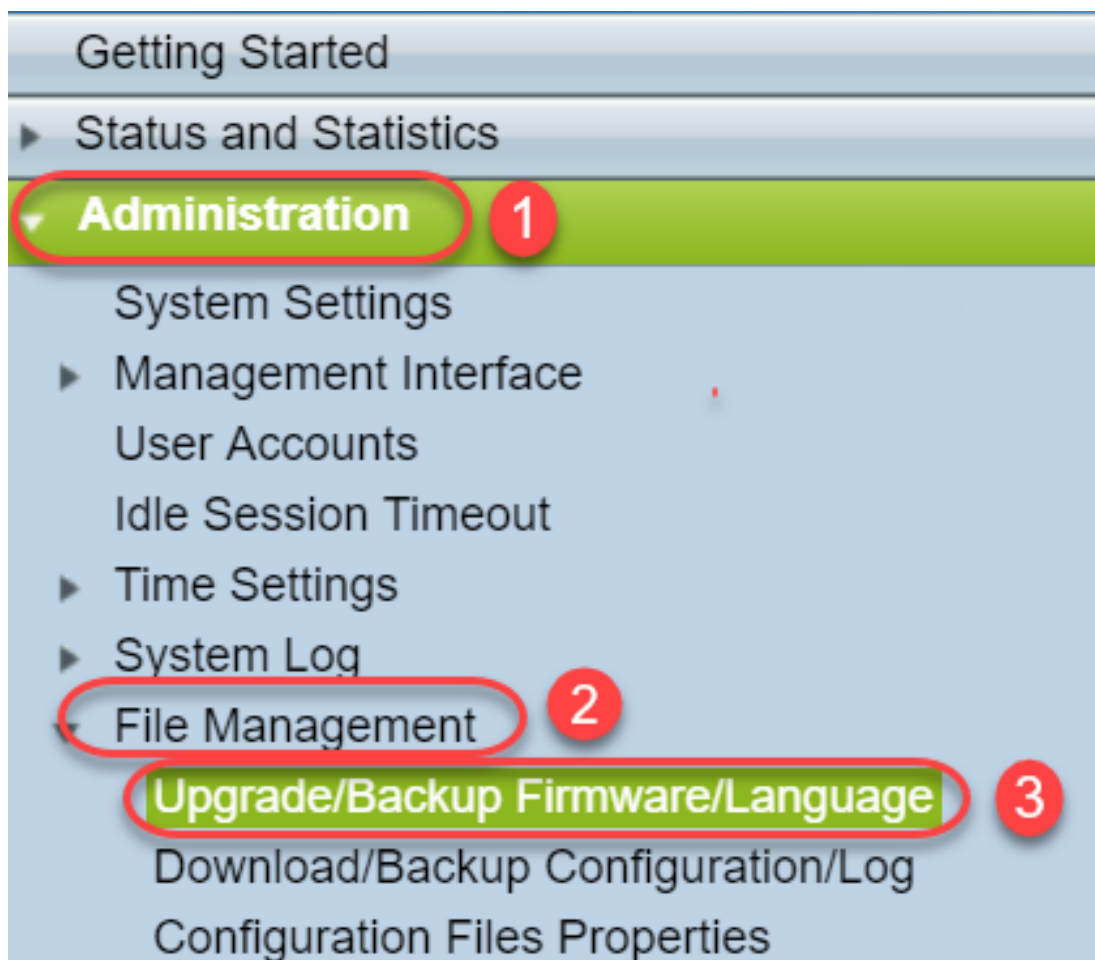 Getting Started
Status and Statistics
Administration 1
System Settings
Management Interface
User Accounts
Idle Session Timeout
Time Settings
System Log
File Management 2
Upgrade/Backup Firmware/Language 3
Download/Backup Configuration/Log
Configuration Files Properties